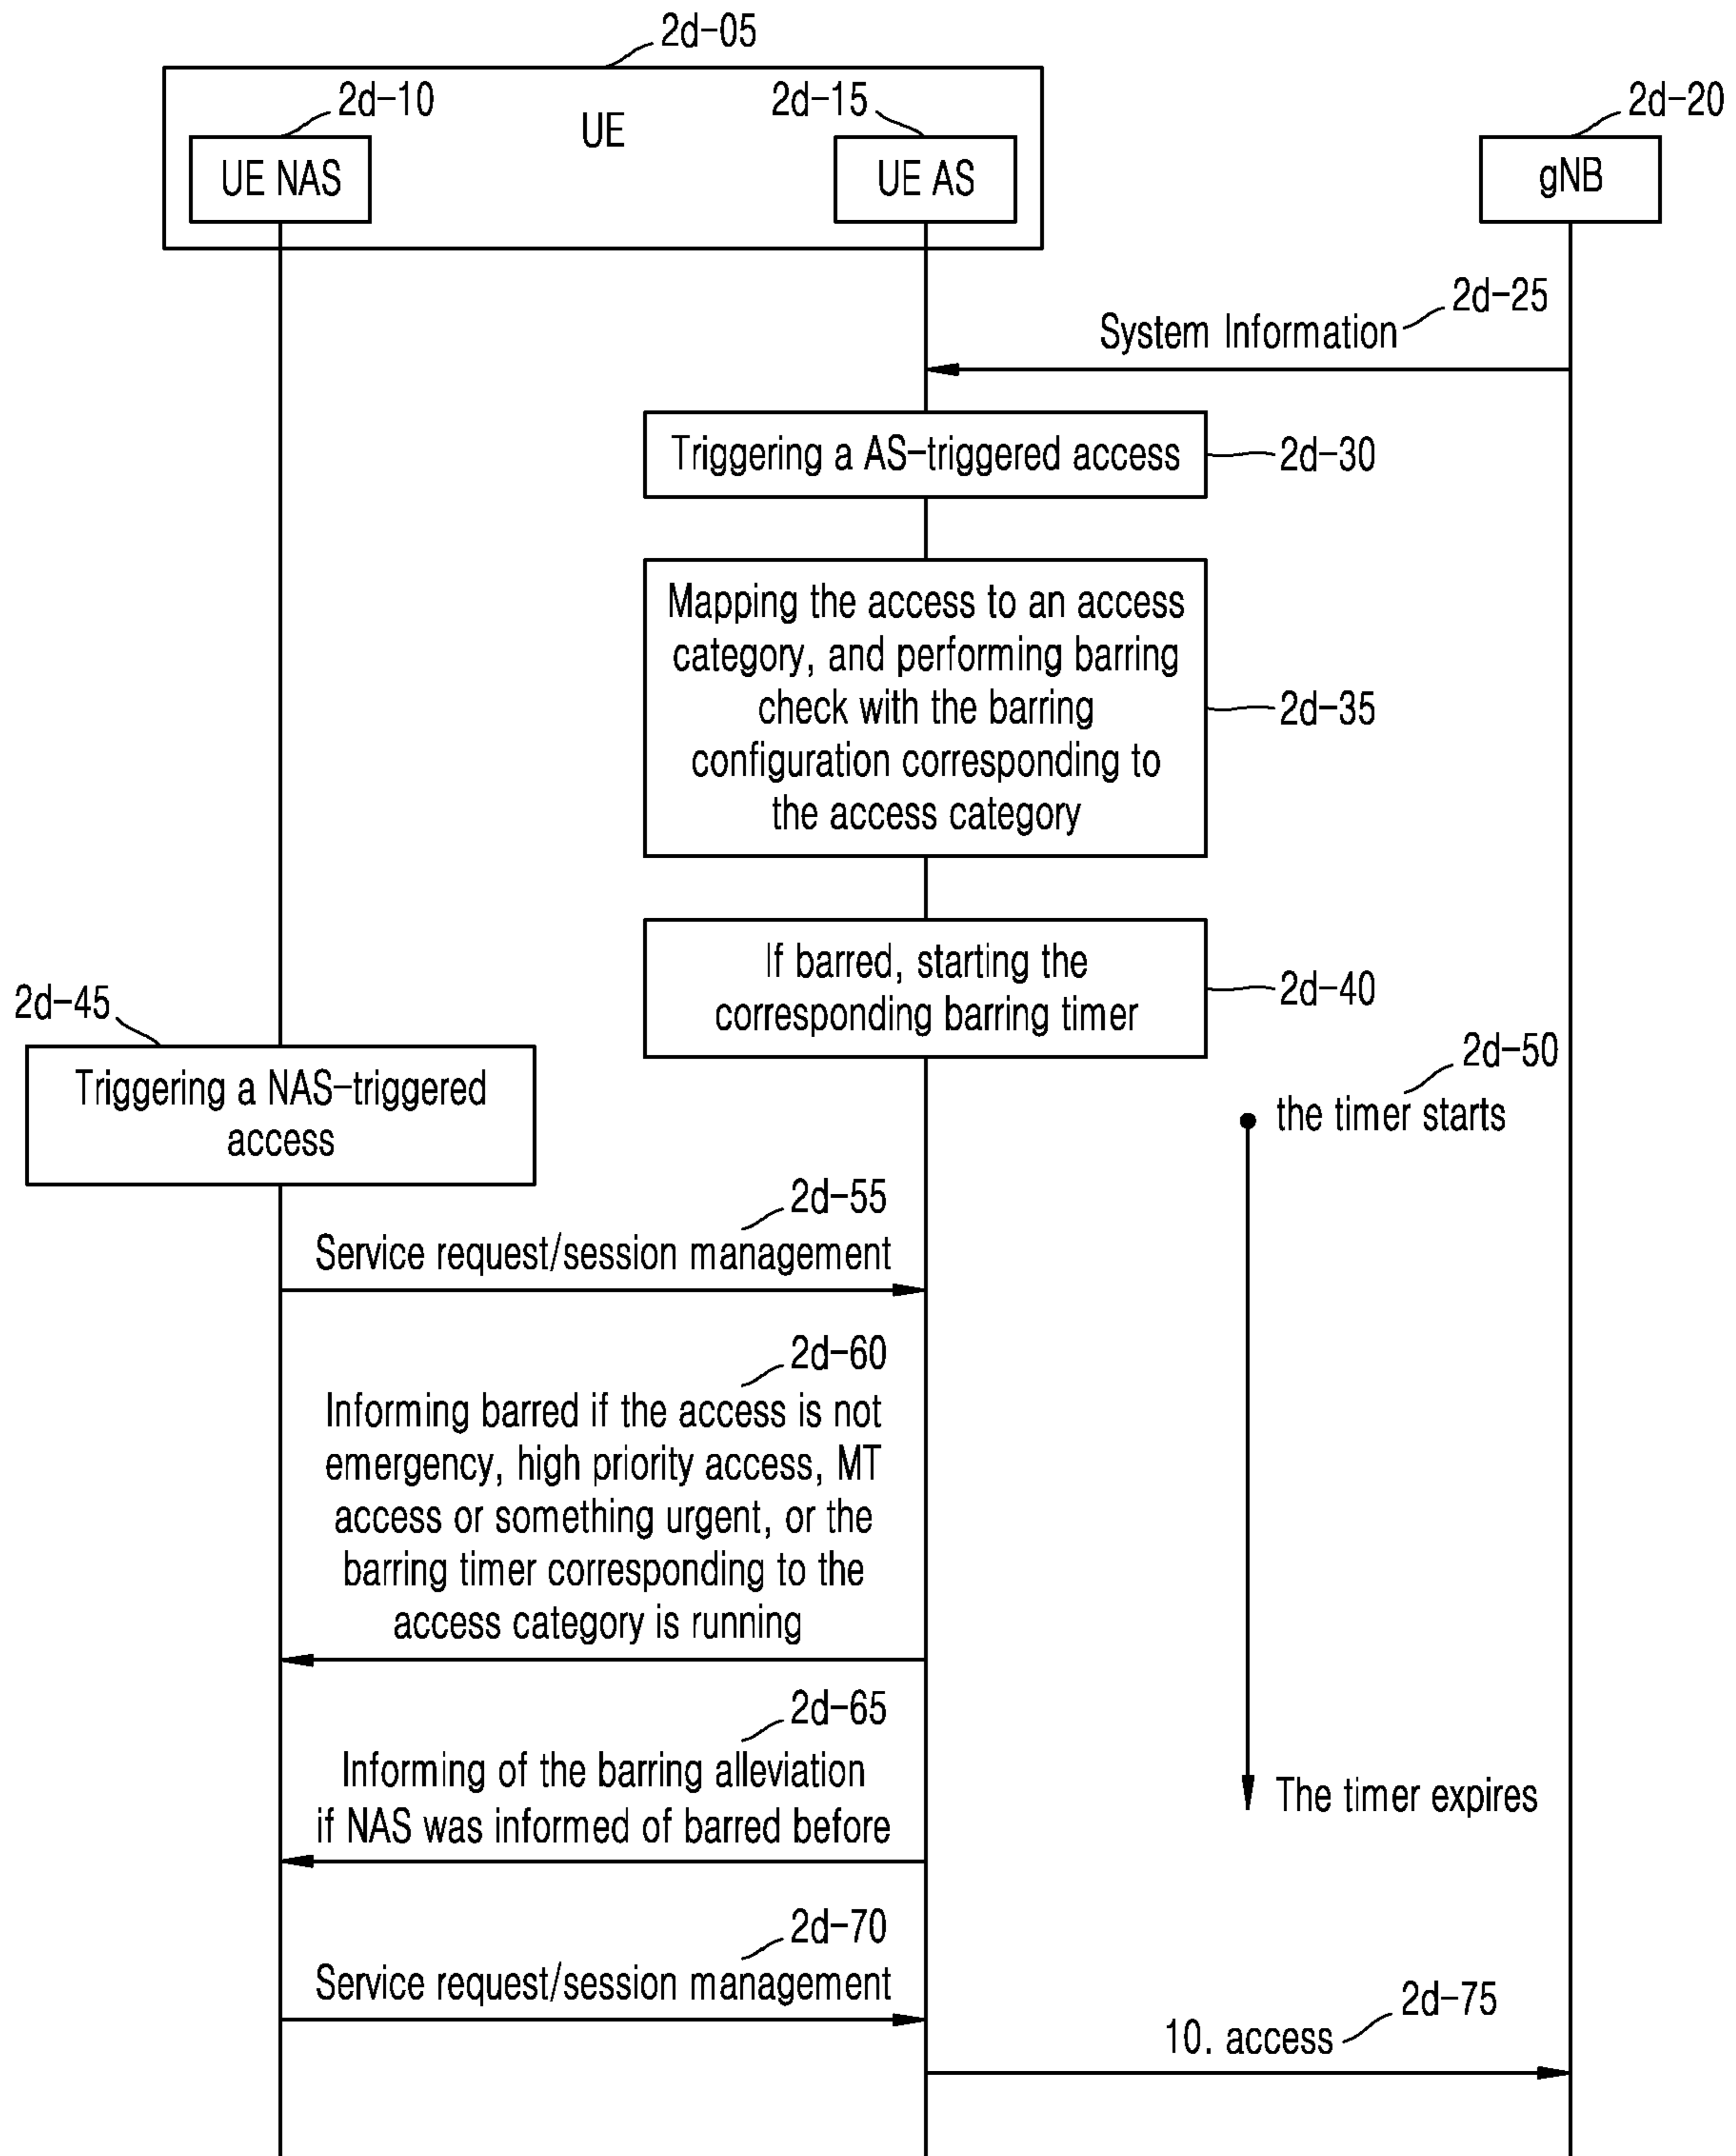 2d-05
2d-10
2d-15
2d-20
UE
UE NAS
UE AS
gNB
2d-25
System Information
Triggering a AS-triggered access
2d-30
Mapping the access to an access
category, and performing barring
check with the barring
configuration corresponding to
the access category
2d-35
If barred, starting the
corresponding barring timer
2d-40
2d-45
Triggering a NAS-triggered
access
2d-50
the timer starts
2d-55
Service request/session management
2d-60
Informing barred if the access is not
emergency, high priority access, MT
access or something urgent, or the
barring timer corresponding to the
access category is running
2d-65
Informing of the barring alleviation
if NAS was informed of barred before
The timer expires
2d-70
Service request/session management
2d-75
10. access